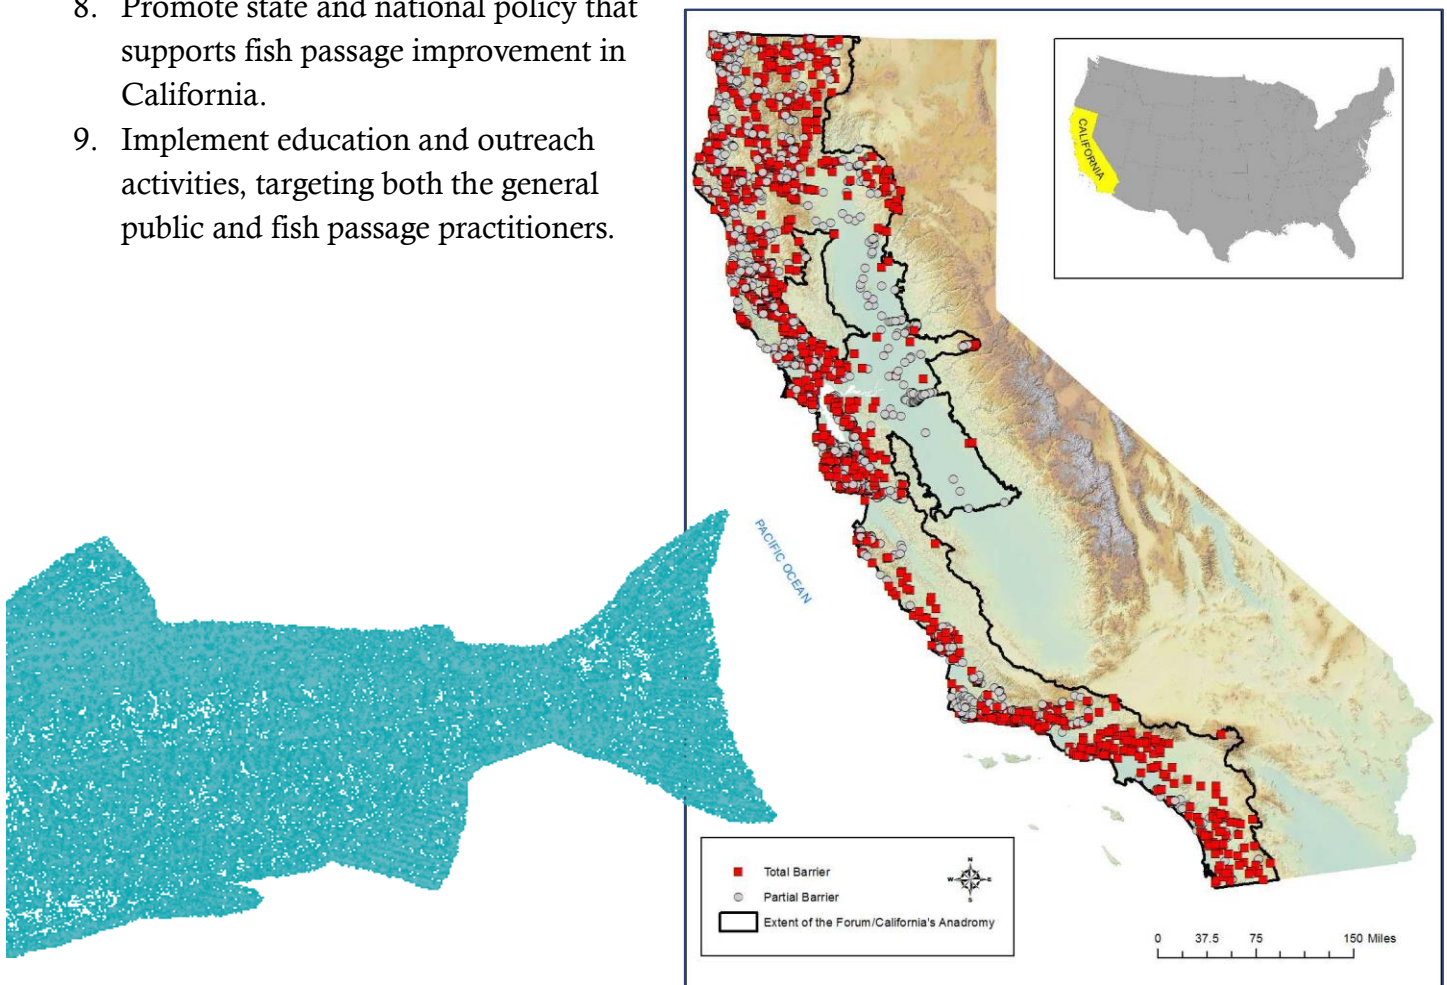 8. Promote state and national policy that
supports fish passage improvement in
California.
9. Implement education and outreach
activities, targeting both the general
public and fish passage practitioners.
CALIFORNIA
PACIFIC OCEAN
Total Barrier
Partial Barrier
Extent of the Forum/California's Anadromy
N
W E
S
0 37.5 75 150 Miles